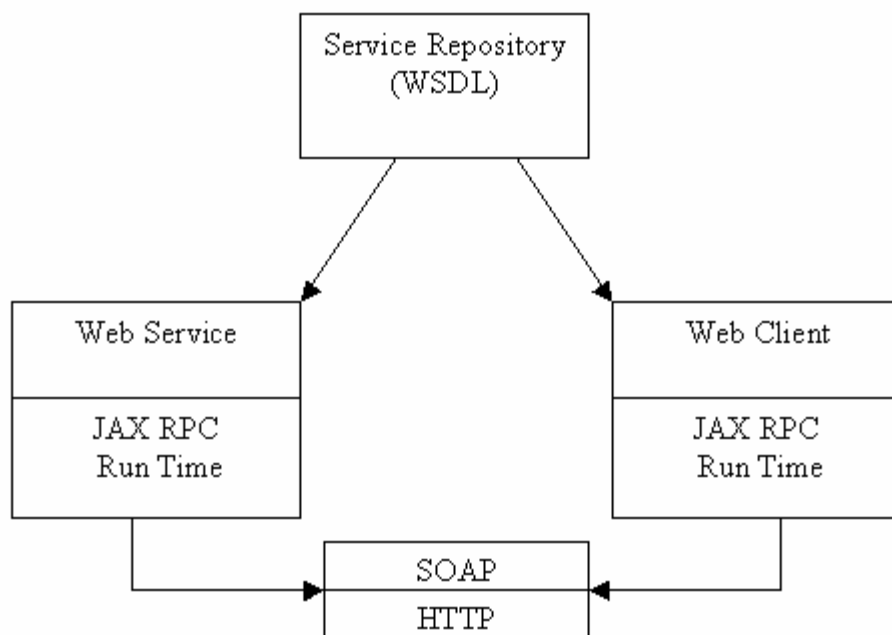 Service Repository
(WSDL)
Web Service
JAX RPC
Run Time
Web Client
JAX RPC
Run Time
SOAP
HTTP